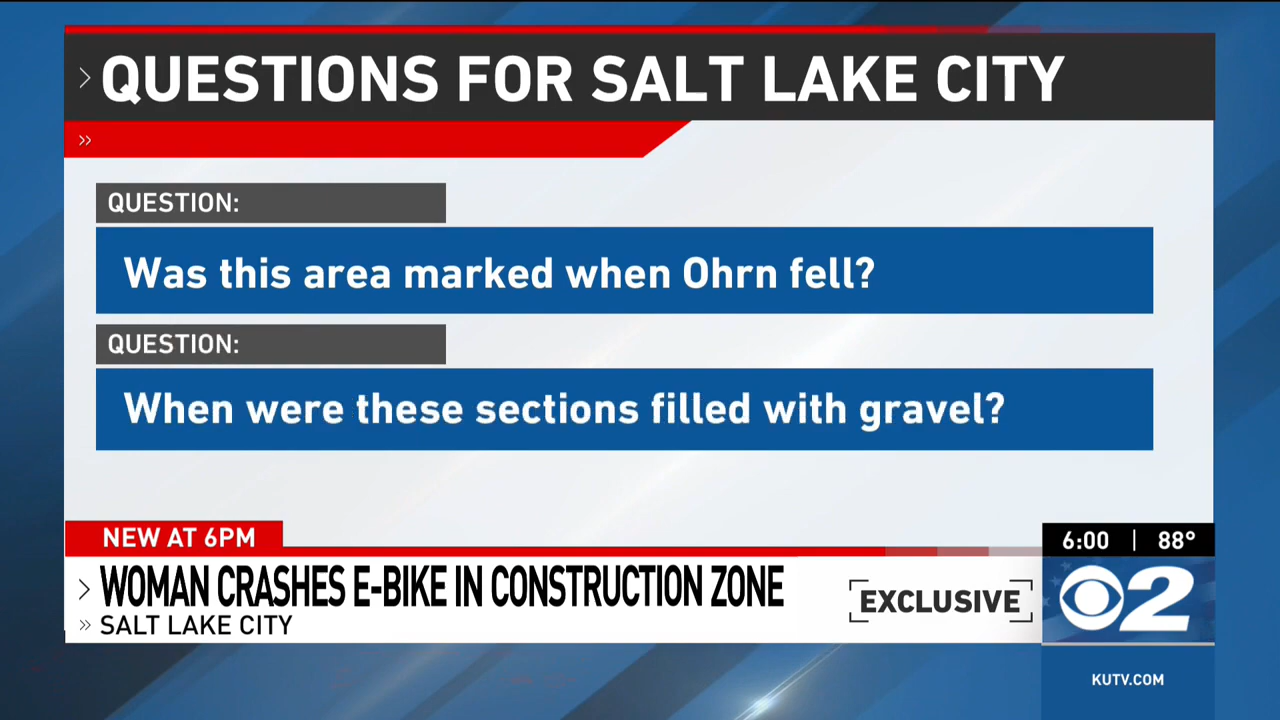 > QUESTIONS FOR SALT LAKE CITY
»
QUESTION:
Was this area marked when Ohrn fell?
QUESTION:
When were these sections filled with gravel?
NEW AT 6PM
> WOMAN CRASHES E-BIKE IN CONSTRUCTION ZONE
» SALT LAKE CITY
EXCLUSIVE
6:00 | 88°
2
KUTV.COM